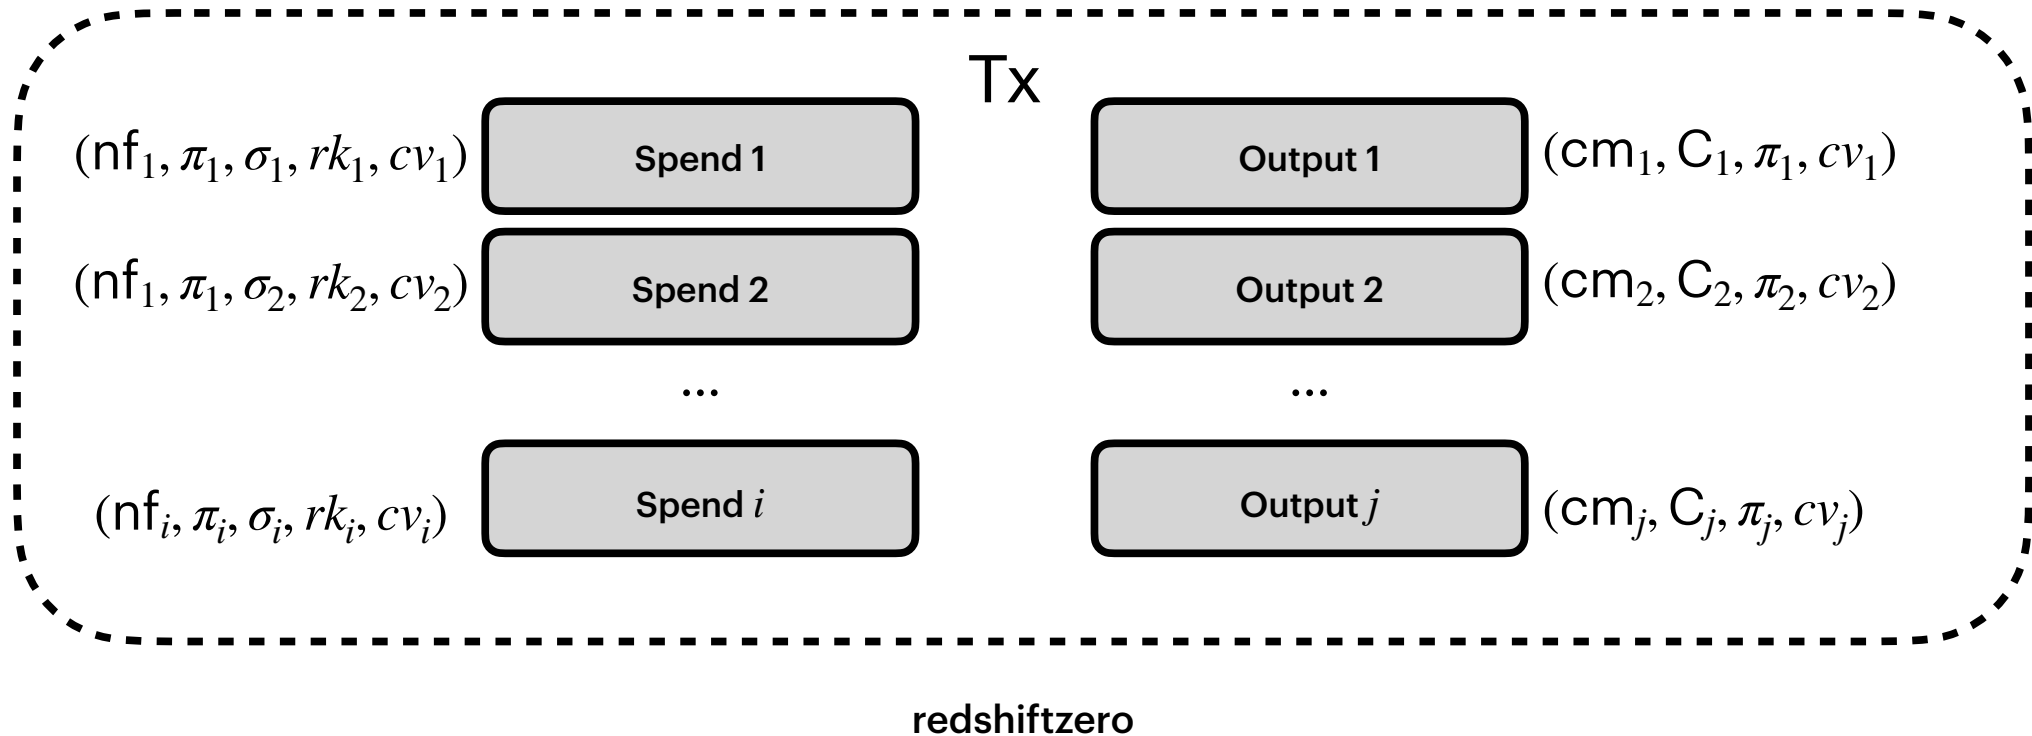 Tx
(nf₁, π₁, σ₁, rk₁, cv₁) Spend 1 Output 1 (cm₁, C₁, π₁, cv₁)
(nf₁, π₁, σ₂, rk₂, cv₂) Spend 2 Output 2 (cm₂, C₂, π₂, cv₂)
... ...
(nfᵢ, πᵢ, σᵢ, rkᵢ, cvᵢ) Spend i Output j (cmⱼ, Cⱼ, πⱼ, cvⱼ)
redshiftzero